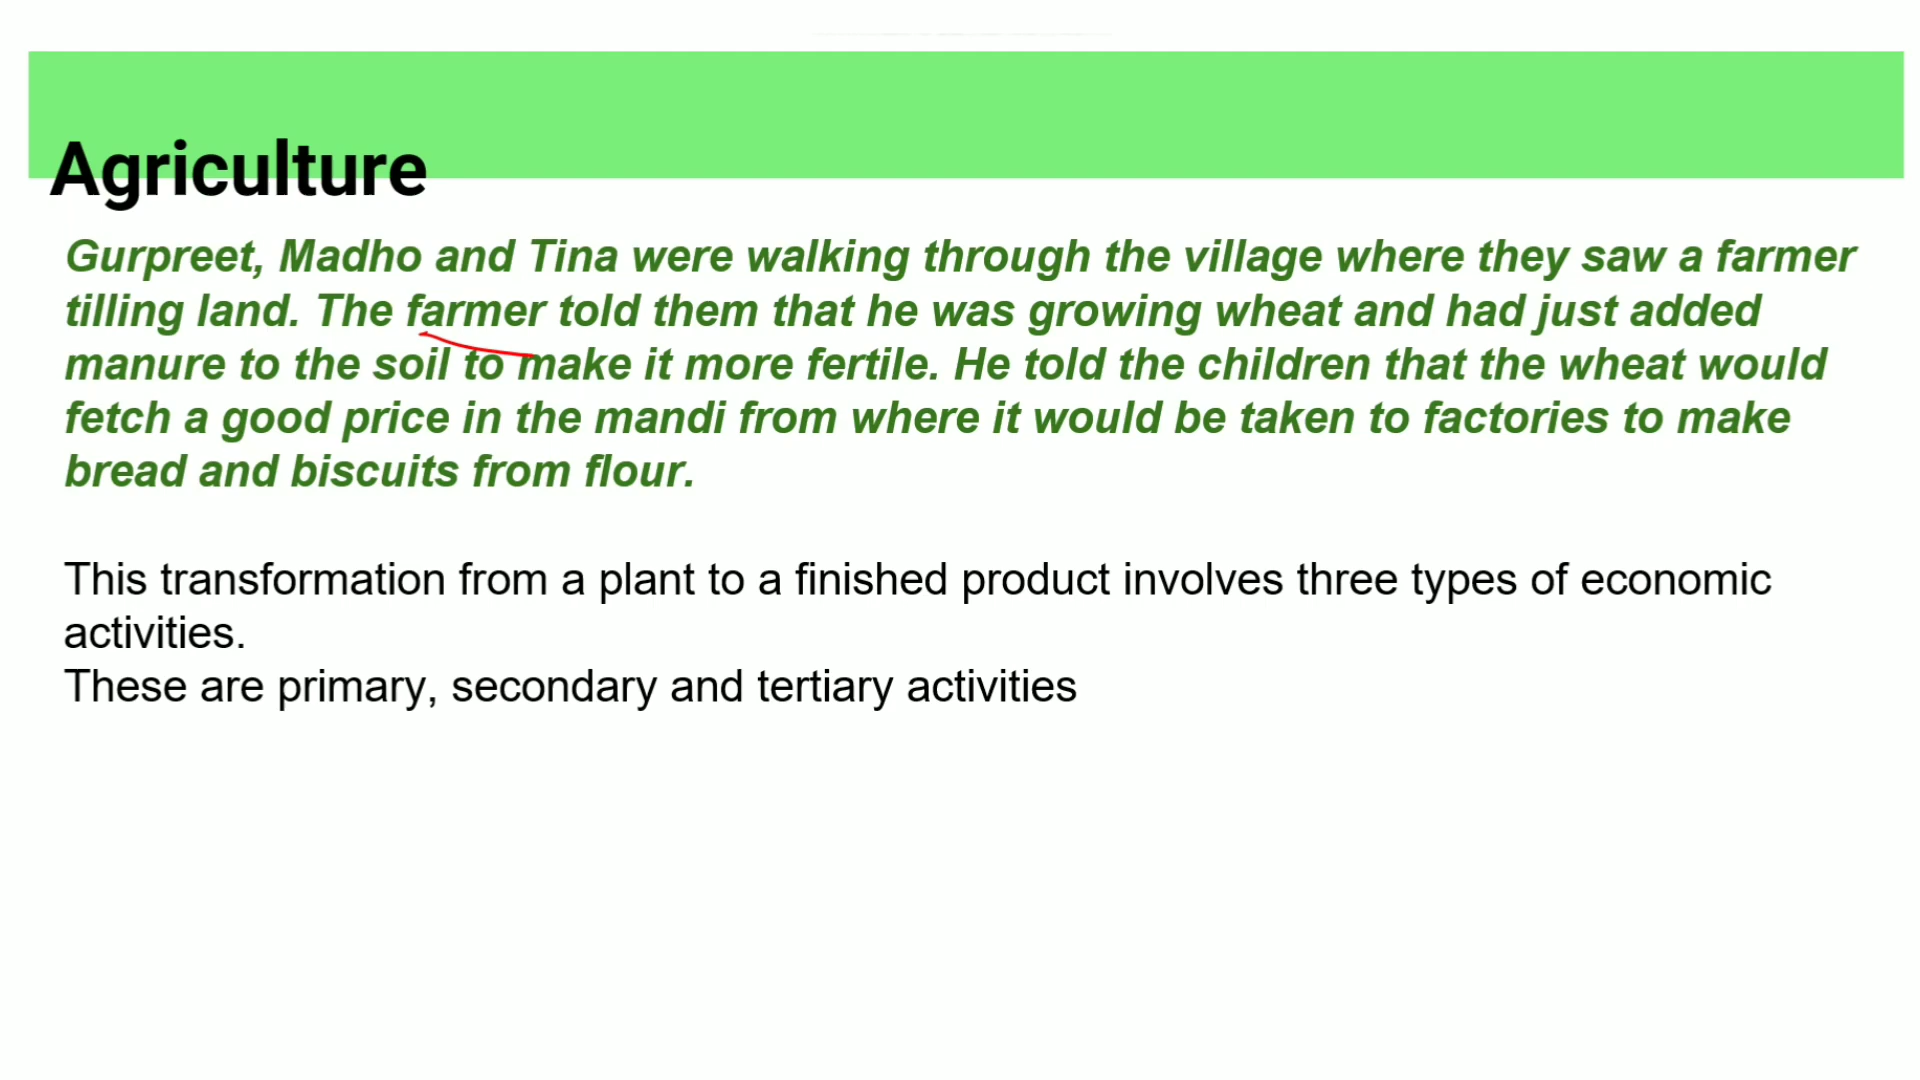 Agriculture
Gurpreet, Madho and Tina were walking through the village where they saw a farmer
tilling land. The farmer told them that he was growing wheat and had just added
manure to the soil to make it more fertile. He told the children that the wheat would
fetch a good price in the mandi from where it would be taken to factories to make
bread and biscuits from flour.
This transformation from a plant to a finished product involves three types of economic
activities.
These are primary, secondary and tertiary activities